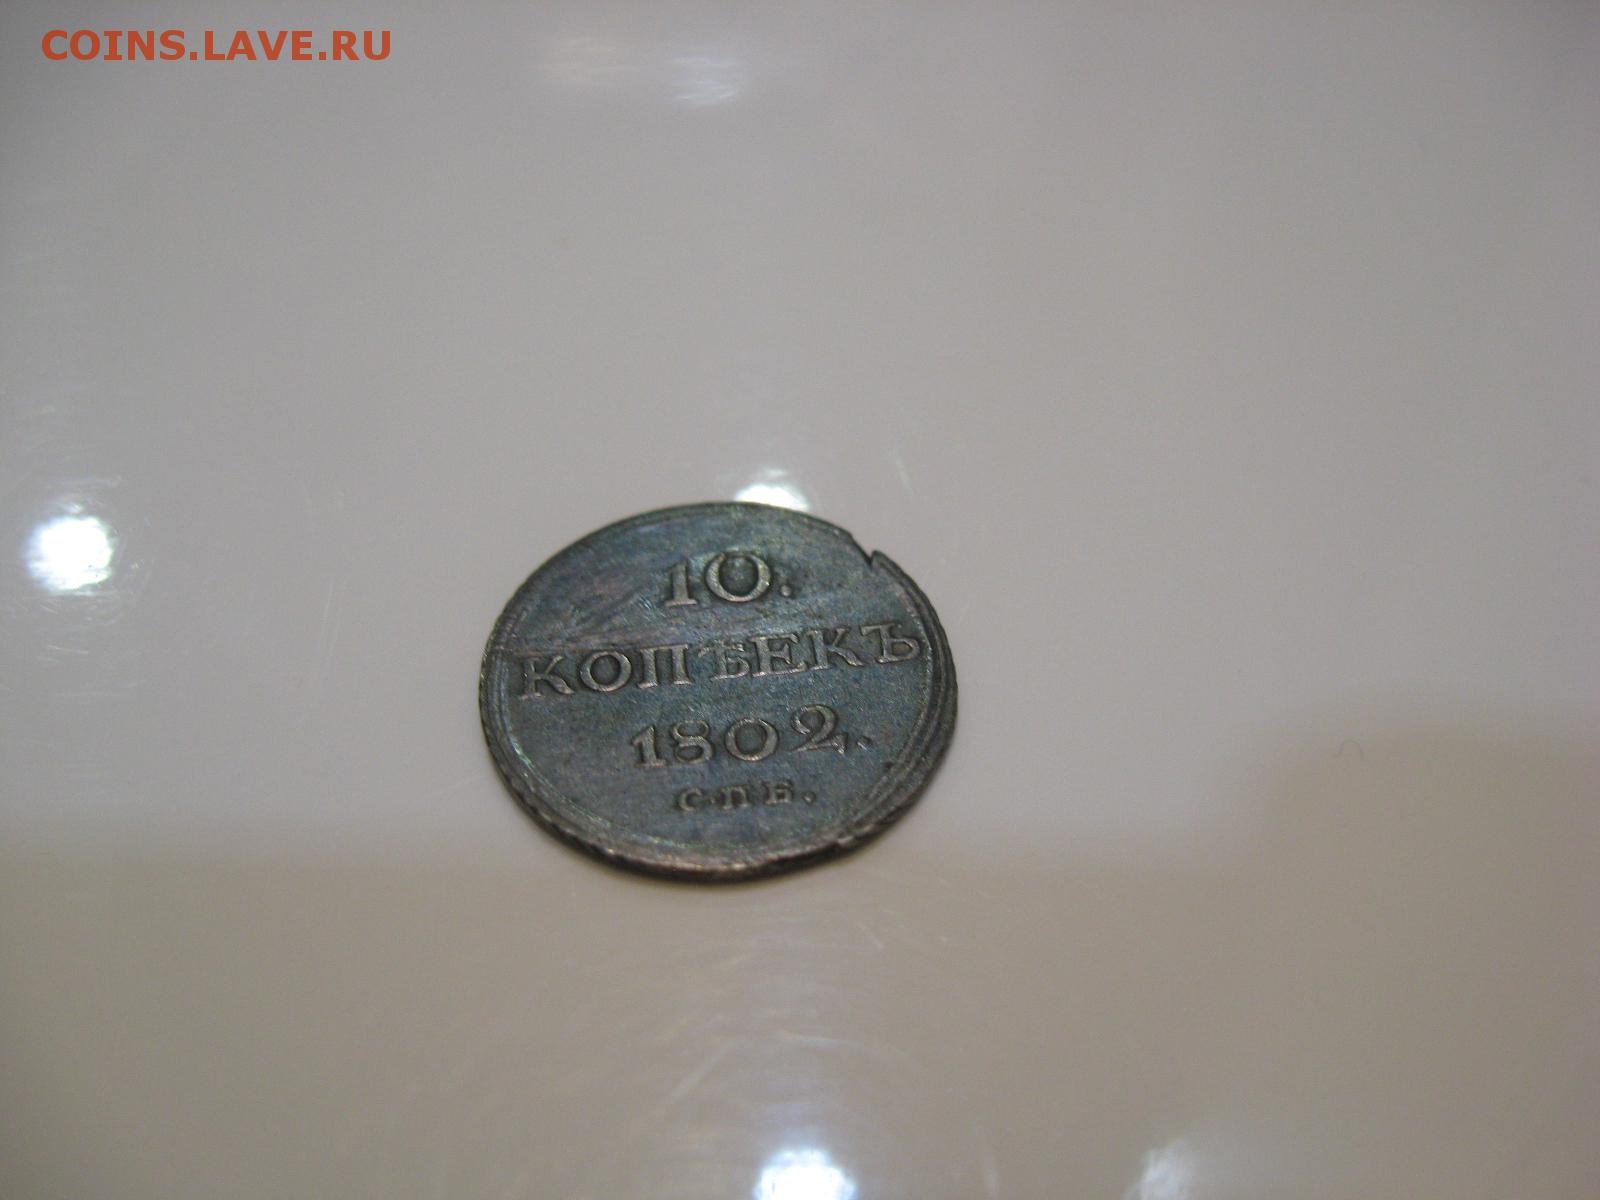 COINS.LAVE.RU
10.
КОПѢЕКЪ
1802.
С·П Б.